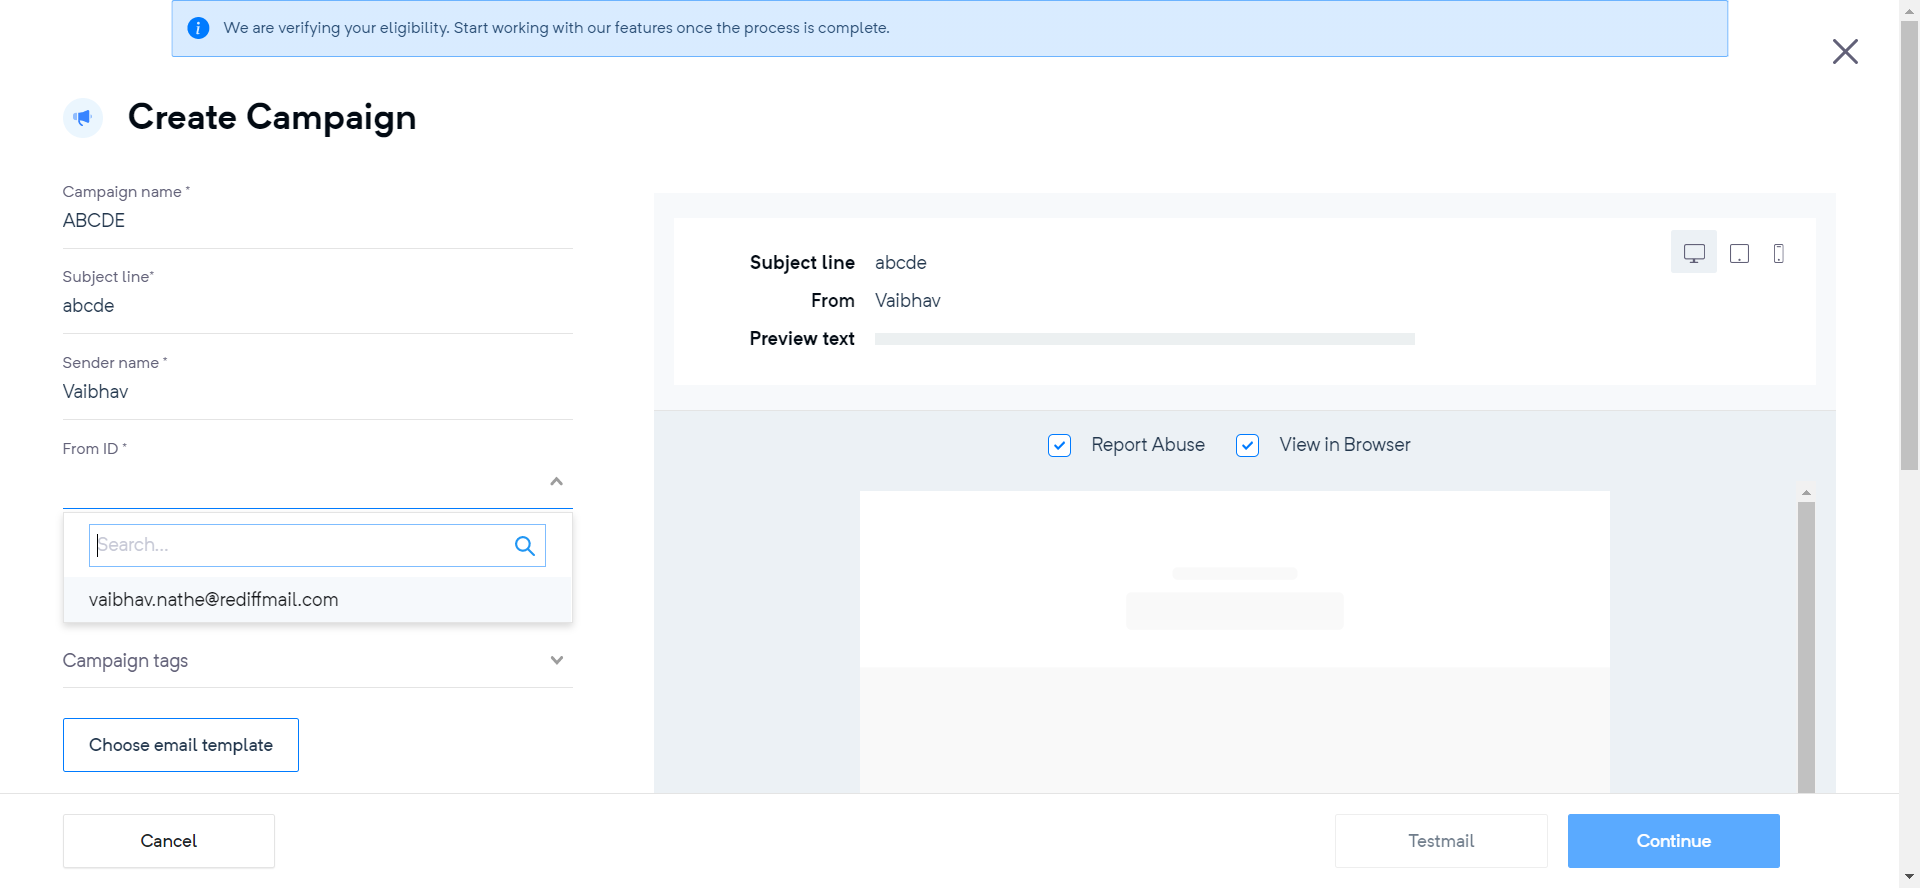 We are verifying your eligibility. Start working with our features once the process is complete.
Create Campaign
Campaign name *
ABCDE
Subject line*
abcde
Sender name *
Vaibhav
From ID *
Search...
vaibhav.nathe@rediffmail.com
Campaign tags
Choose email template
Subject line abcde
From Vaibhav
Preview text
Report Abuse View in Browser
Cancel Testmail Continue